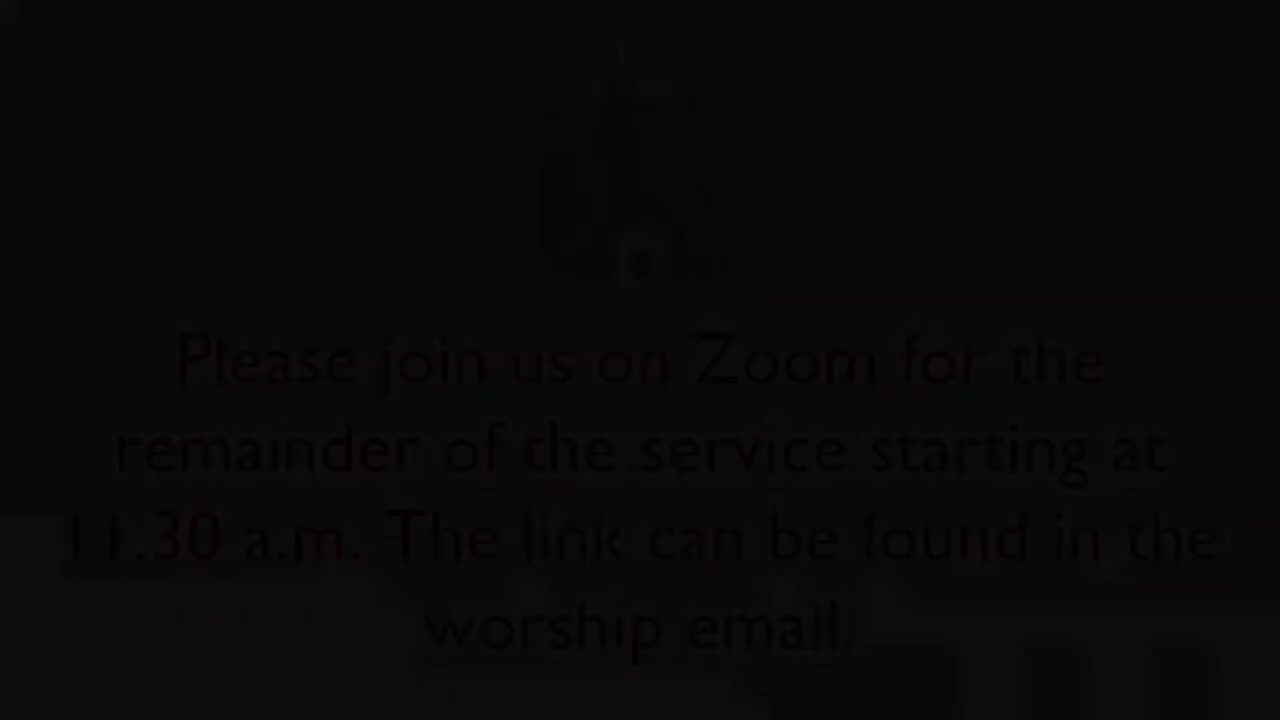 Please join us on Zoom for the
remainder of the service starting at
11:30 a.m. The link can be found in the
worship email.